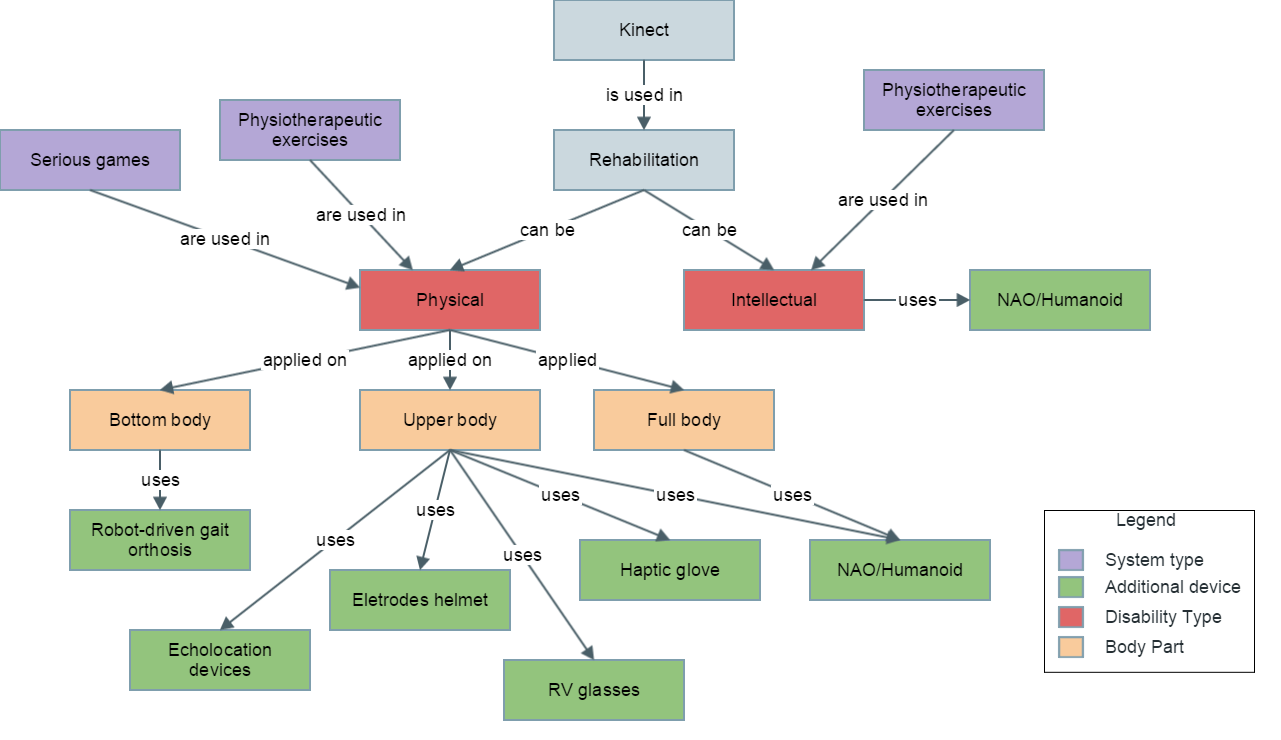 Kinect
is used in
Physiotherapeutic
exercises
Physiotherapeutic
exercises
Serious games
Rehabilitation
are used in
are used in
are used in
can be
can be
Physical
Intellectual
uses
NAO/Humanoid
applied on
applied on
applied
Bottom body
Upper body
Full body
uses
uses
uses
uses
uses
uses
uses
Robot-driven gait
orthosis
Haptic glove
NAO/Humanoid
Eletrodes helmet
Echolocation
devices
RV glasses
Legend
System type
Additional device
Disability Type
Body Part